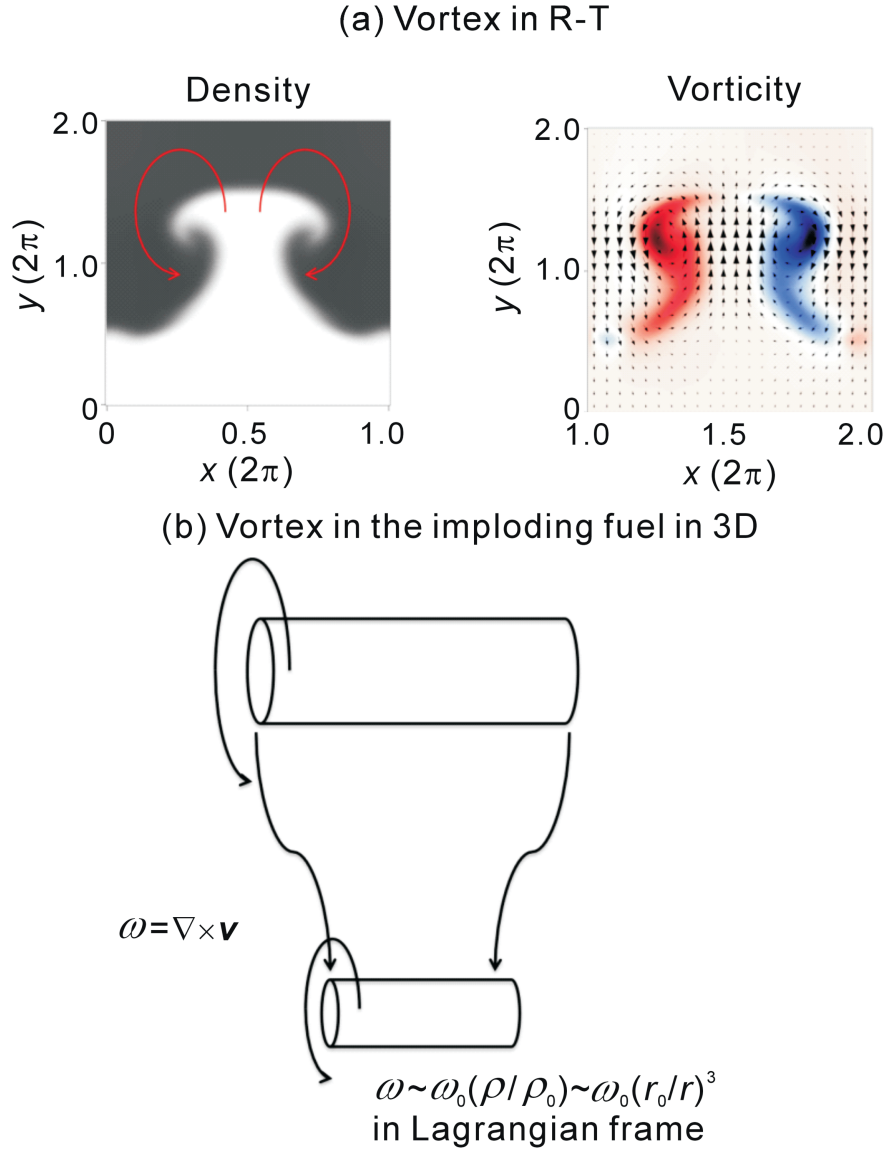 (a) Vortex in R-T
Density
Vorticity
2.0
1.0
0
y (2π)
0
0.5
1.0
x (2π)
2.0
1.0
0
y (2π)
1.0
1.5
2.0
x (2π)
(b) Vortex in the imploding fuel in 3D
ω=∇×v
ω~ω₀(ρ/ρ₀)~ω₀(r₀/r)³
in Lagrangian frame